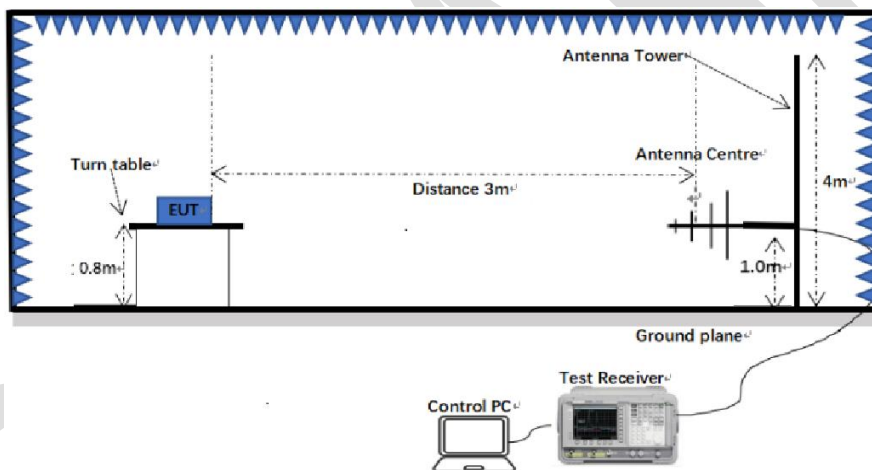 Antenna Tower
Antenna Centre
Turn table
Distance 3m
4m
EUT
0.8m
1.0m
Ground plane
Test Receiver
Control PC